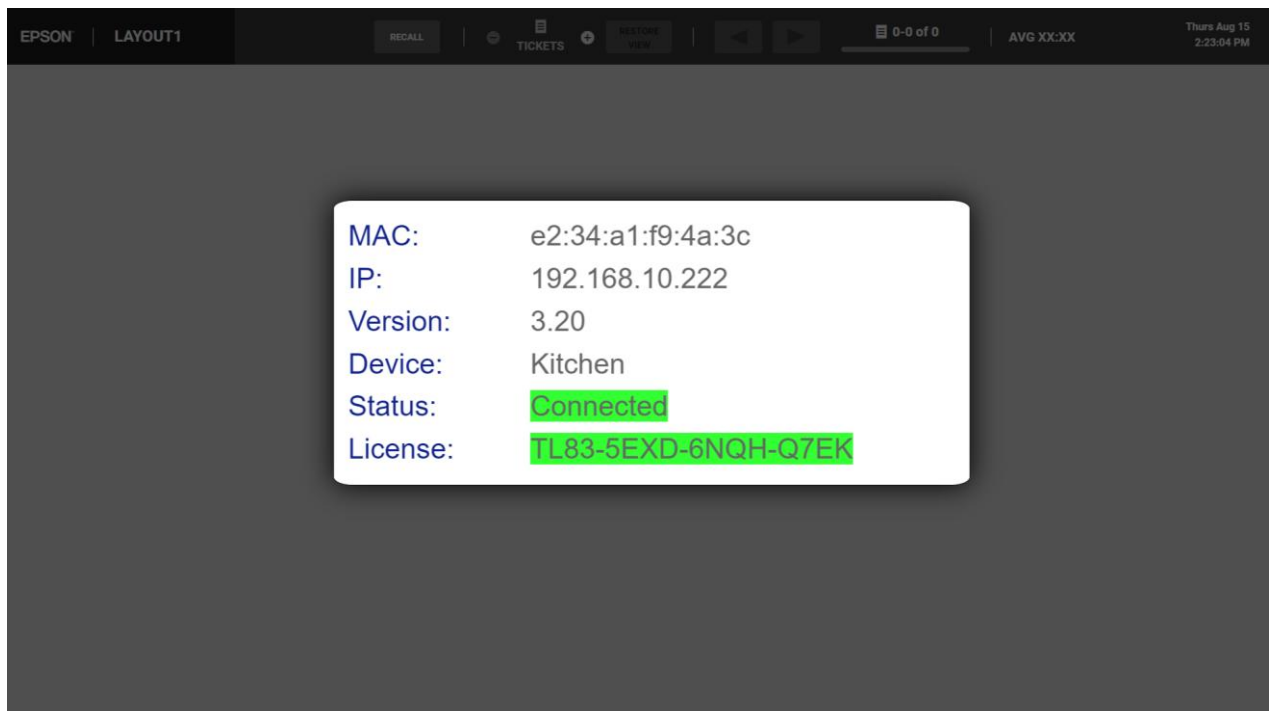 EPSON LAYOUT1 RECALL TICKETS RESTORE VIEW 0-0 of 0 AVG XX:XX Thurs Aug 15
2:23:04 PM
MAC: e2:34:a1:f9:4a:3c
IP: 192.168.10.222
Version: 3.20
Device: Kitchen
Status: Connected
License: TL83-5EXD-6NQH-Q7EK